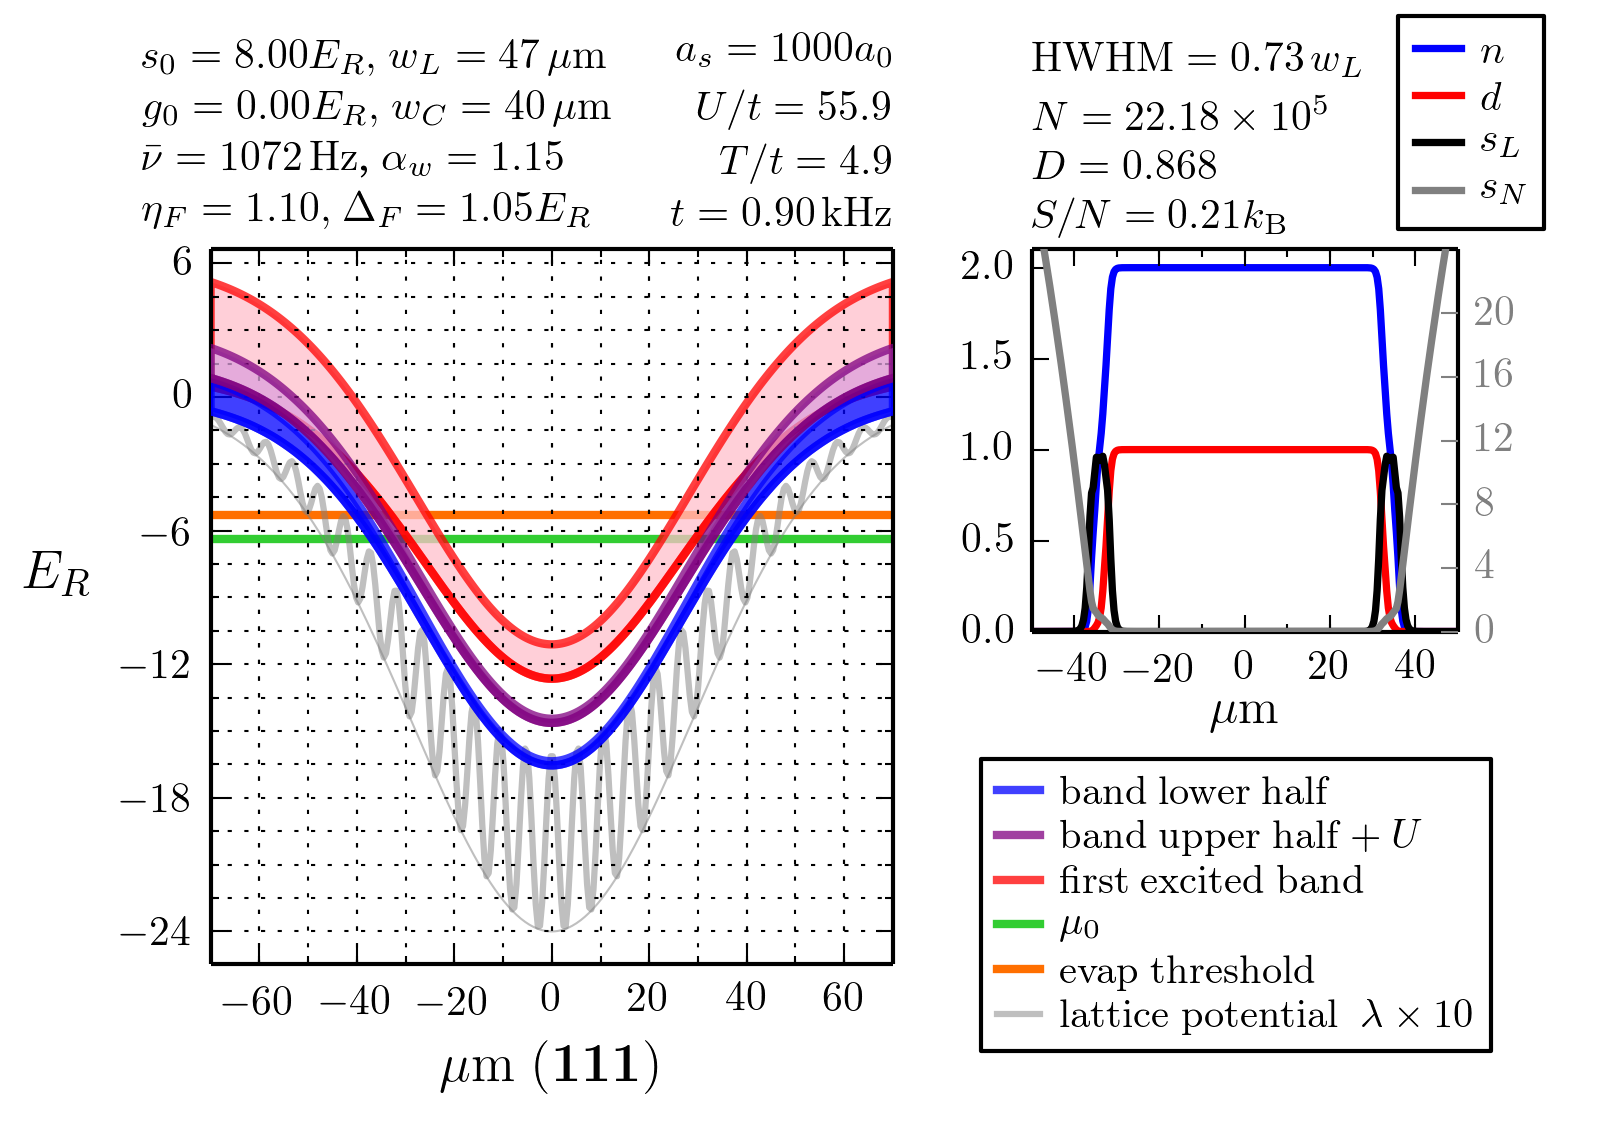 s₀ = 8.00E_R, w_L = 47 μm
g₀ = 0.00E_R, w_C = 40 μm
ν̄ = 1072 Hz, α_w = 1.15
η_F = 1.10, Δ_F = 1.05E_R
a_s = 1000a₀
U/t = 55.9
T/t = 4.9
t = 0.90 kHz
HWHM = 0.73 w_L
N = 22.18 × 10⁵
D = 0.868
S/N = 0.21k_B
n
d
s_L
s_N
6
0
−6
−12
−18
−24
E_R
−60 −40 −20 0 20 40 60
μm (111)
2.0
1.5
1.0
0.5
0.0
20
16
12
8
4
0
−40 −20 0 20 40
μm
band lower half
band upper half + U
first excited band
μ₀
evap threshold
lattice potential λ × 10